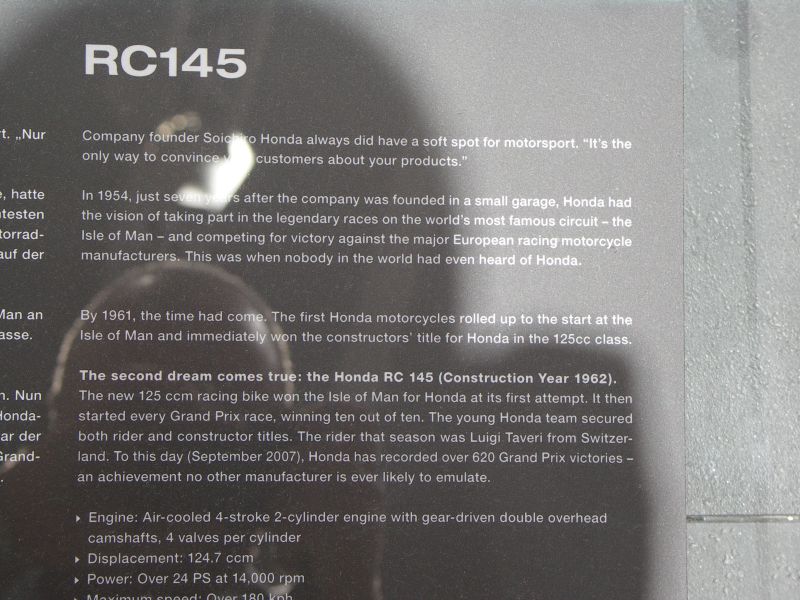 RC145
rt. „Nur
e, hatte
ntesten
torrad-
auf der
Man an
asse.
n. Nun
Honda-
ar der
Grand-
Company founder Soichiro Honda always did have a soft spot for motorsport. “It’s the
only way to convince customers about your products.”
In 1954, just seven years after the company was founded in a small garage, Honda had
the vision of taking part in the legendary races on the world’s most famous circuit – the
Isle of Man – and competing for victory against the major European racing motorcycle
manufacturers. This was when nobody in the world had even heard of Honda.
By 1961, the time had come. The first Honda motorcycles rolled up to the start at the
Isle of Man and immediately won the constructors’ title for Honda in the 125cc class.
The second dream comes true: the Honda RC 145 (Construction Year 1962).
The new 125 ccm racing bike won the Isle of Man for Honda at its first attempt. It then
started every Grand Prix race, winning ten out of ten. The young Honda team secured
both rider and constructor titles. The rider that season was Luigi Taveri from Switzer-
land. To this day (September 2007), Honda has recorded over 620 Grand Prix victories –
an achievement no other manufacturer is ever likely to emulate.
▸ Engine: Air-cooled 4-stroke 2-cylinder engine with gear-driven double overhead
camshafts, 4 valves per cylinder
▸ Displacement: 124.7 ccm
▸ Power: Over 24 PS at 14,000 rpm
▸ Maximum speed: Over 180 kph